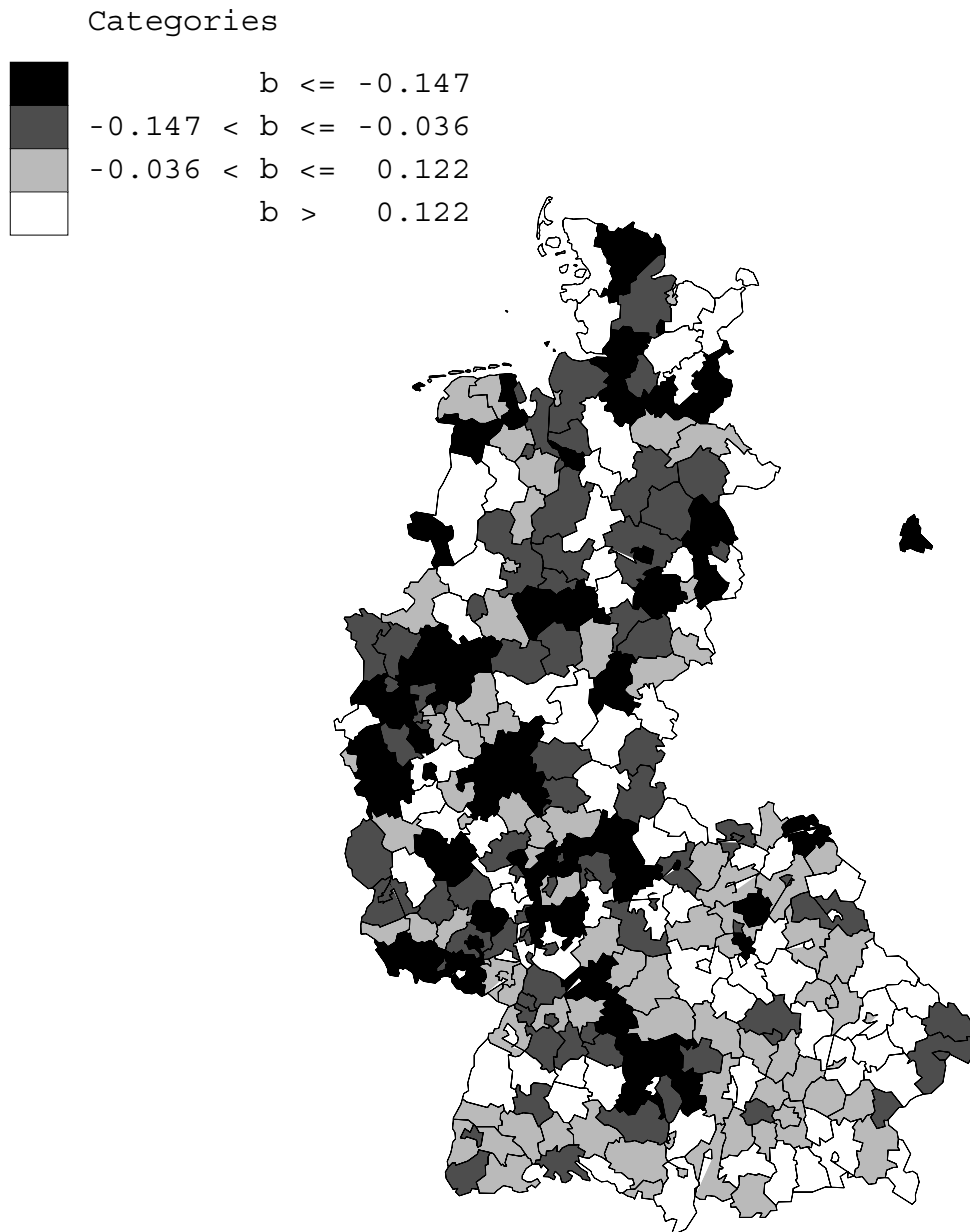 Categories
b <= -0.147
-0.147 < b <= -0.036
-0.036 < b <= 0.122
b > 0.122